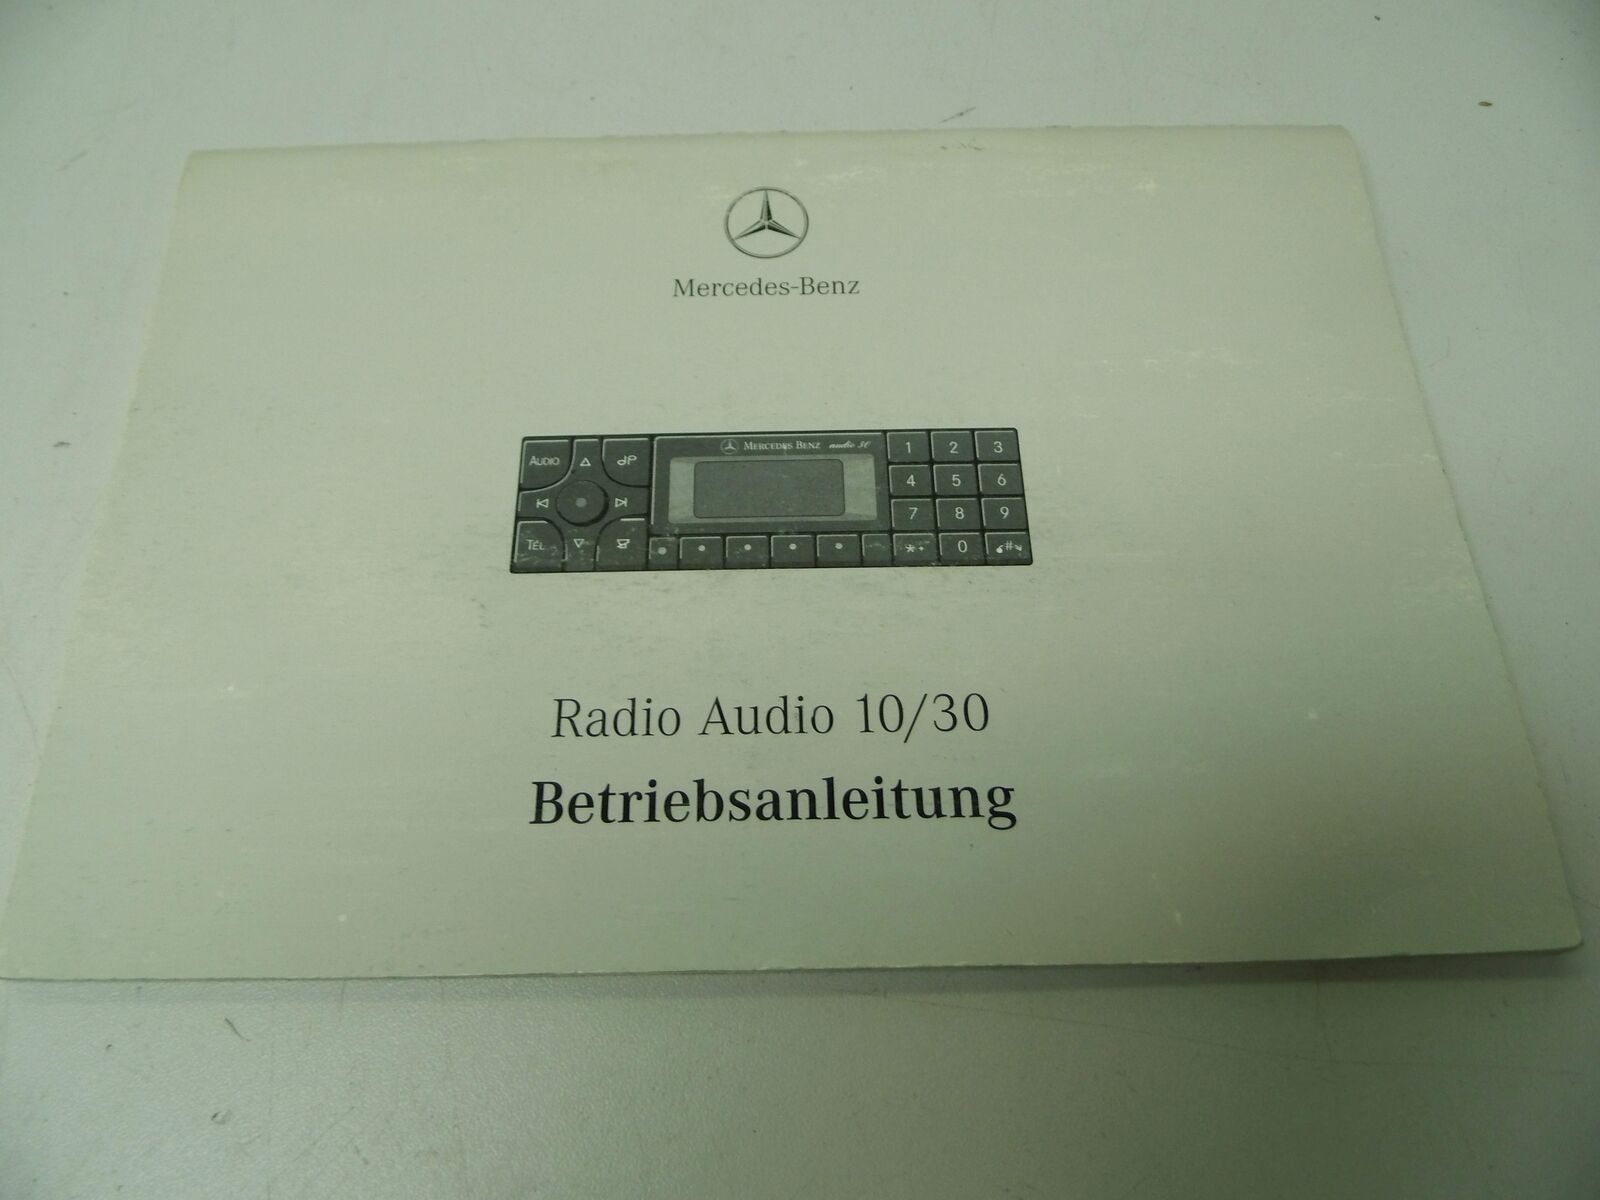 Mercedes-Benz
MERCEDES BENZ audio 30
AUDIO
1 2 3
4 5 6
7 8 9
TEL
* 0 #
Radio Audio 10/30
Betriebsanleitung